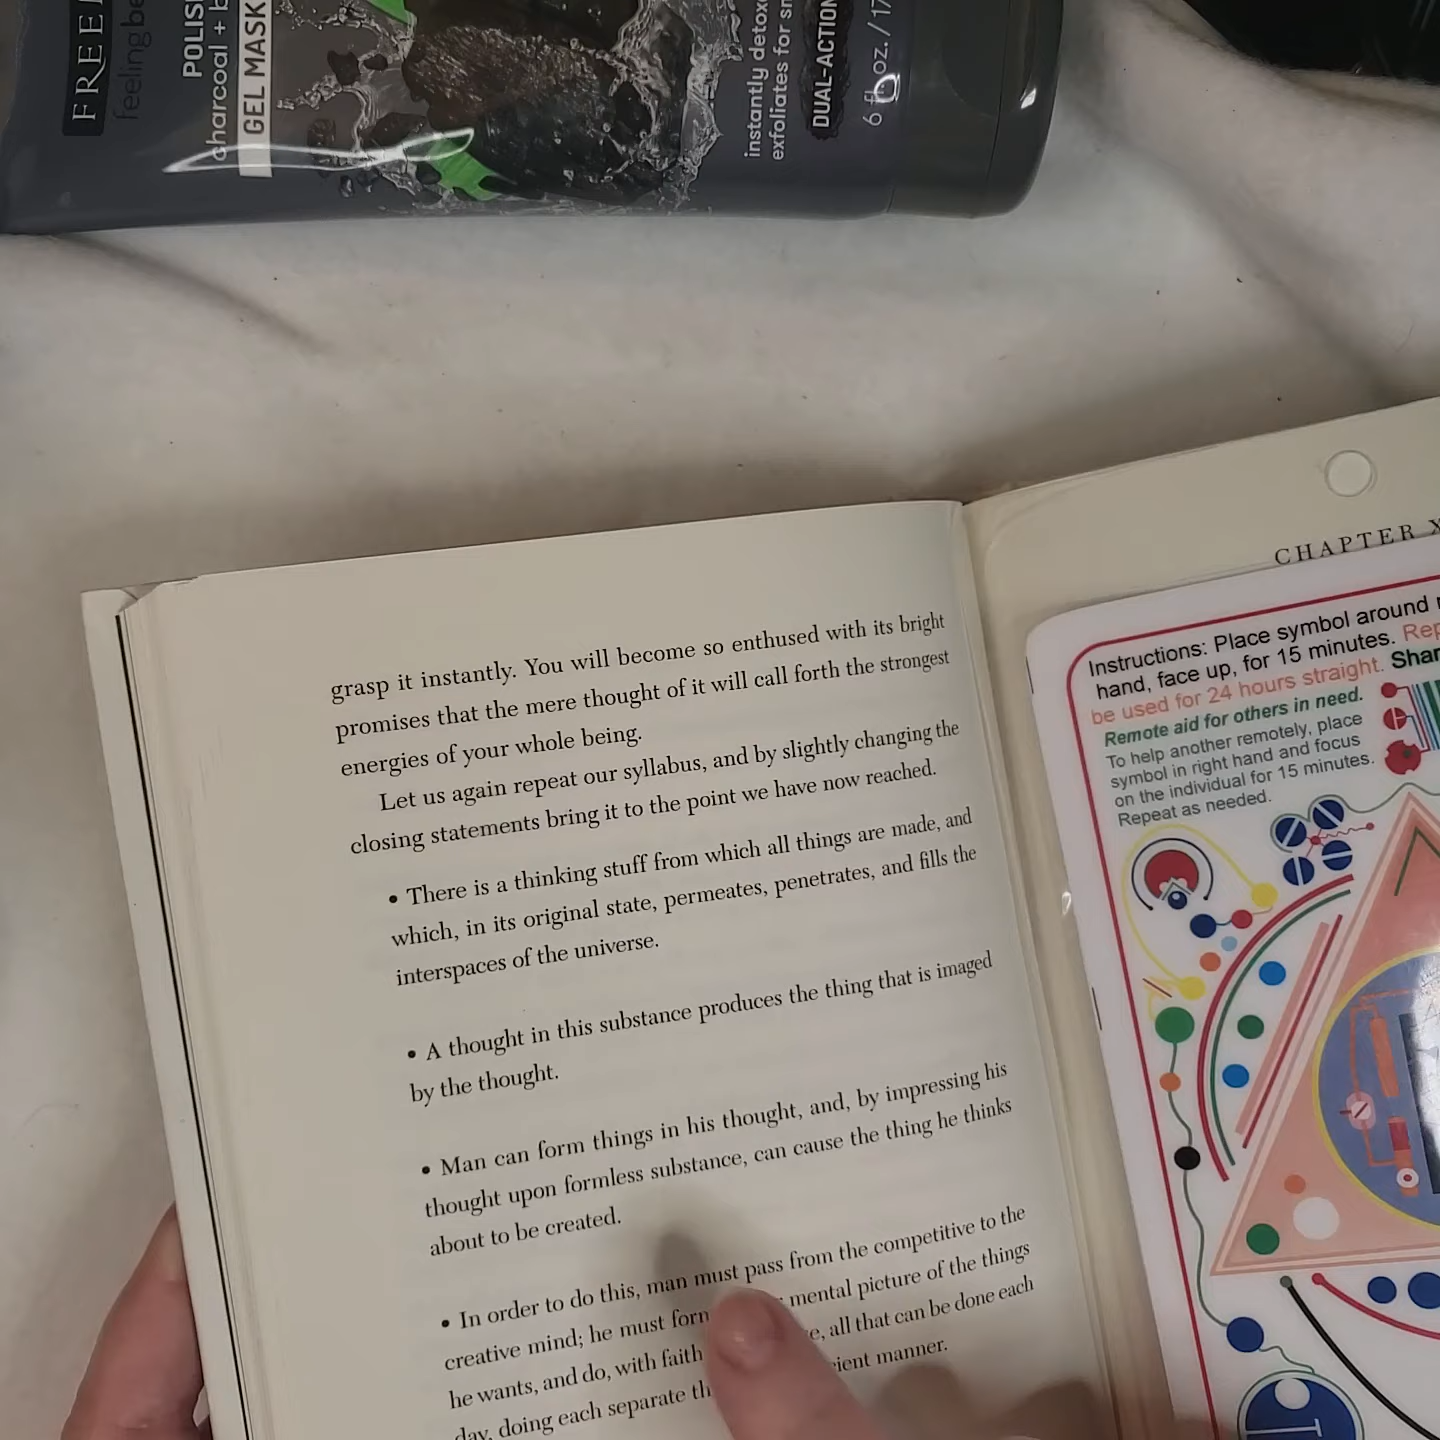 FREE
feeling be
POLIS
charcoal + b
GEL MASK
instantly detox
exfoliates for sm
DUAL-ACTION
6 fl. oz. / 17
grasp it instantly. You will become so enthused with its bright
promises that the mere thought of it will call forth the strongest
energies of your whole being.
Let us again repeat our syllabus, and by slightly changing the
closing statements bring it to the point we have now reached.
• There is a thinking stuff from which all things are made, and
which, in its original state, permeates, penetrates, and fills the
interspaces of the universe.
• A thought in this substance produces the thing that is imaged
by the thought.
• Man can form things in his thought, and, by impressing his
thought upon formless substance, can cause the thing he thinks
about to be created.
• In order to do this, man must pass from the competitive to the
creative mind; he must form mental picture of the things
he wants, and do, with faith all that can be done each
day, doing each separate manner.
CHAPTER X
Instructions: Place symbol around
hand, face up, for 15 minutes. Rep
be used for 24 hours straight. Shar
Remote aid for others in need.
To help another remotely, place
symbol in right hand and focus
on the individual for 15 minutes.
Repeat as needed.